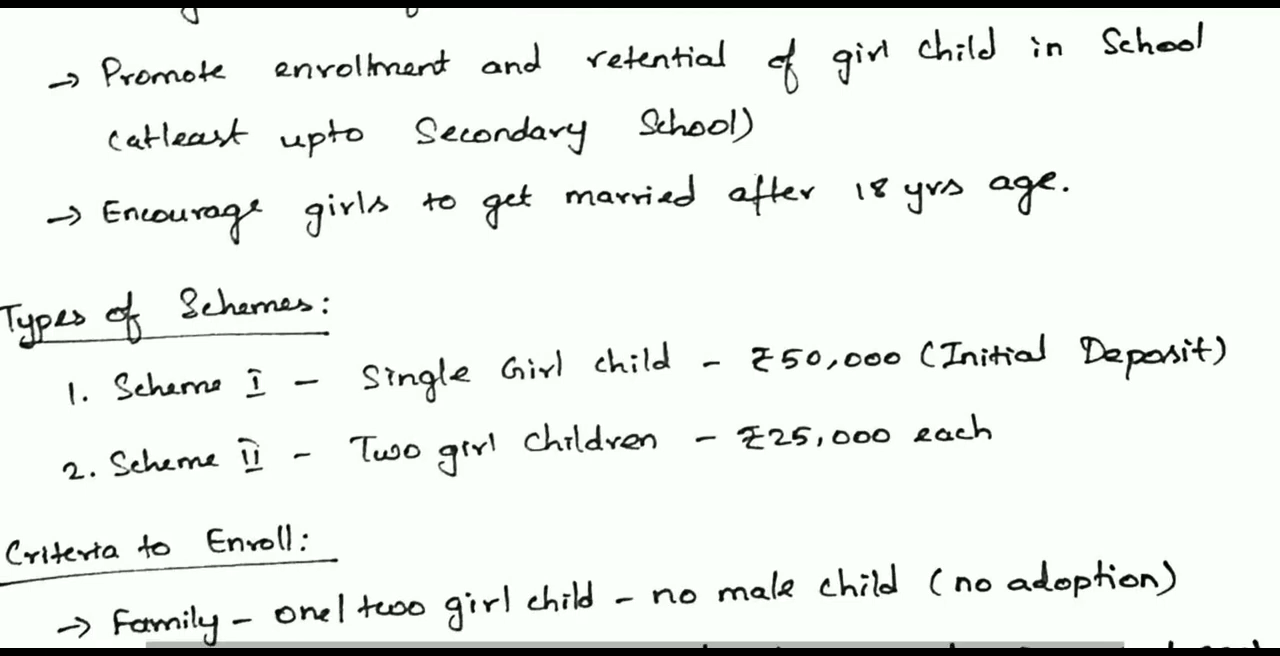 → Promote enrollment and retential of girl child in School
(atleast upto Secondary School)
→ Encourage girls to get married after 18 yrs age.
Types of Schemes:
1. Scheme I - Single Girl child - ₹50,000 (Initial Deposit)
2. Scheme II - Two girl children - ₹25,000 each
Criteria to Enroll:
→ Family - one/two girl child - no male child (no adoption)